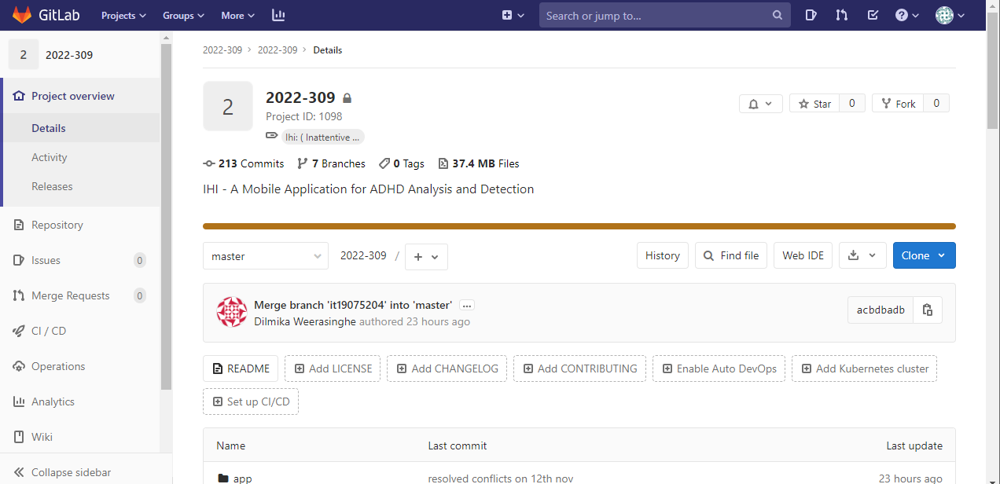 GitLab Projects Groups More Search or jump to...
2 2022-309
Project overview
Details
Activity
Releases
Repository
Issues 0
Merge Requests 0
CI / CD
Operations
Analytics
Wiki
Collapse sidebar
2022-309 › 2022-309 › Details
2
2022-309
Project ID: 1098
Ihi: ( Inattentive ...
Star 0 Fork 0
213 Commits 7 Branches 0 Tags 37.4 MB Files
IHI - A Mobile Application for ADHD Analysis and Detection
master 2022-309 / + History Find file Web IDE Clone
Merge branch 'it19075204' into 'master' ...
Dilmika Weerasinghe authored 23 hours ago
acbdbadb
README Add LICENSE Add CHANGELOG Add CONTRIBUTING Enable Auto DevOps Add Kubernetes cluster
Set up CI/CD
Name Last commit Last update
app resolved conflicts on 12th nov 23 hours ago